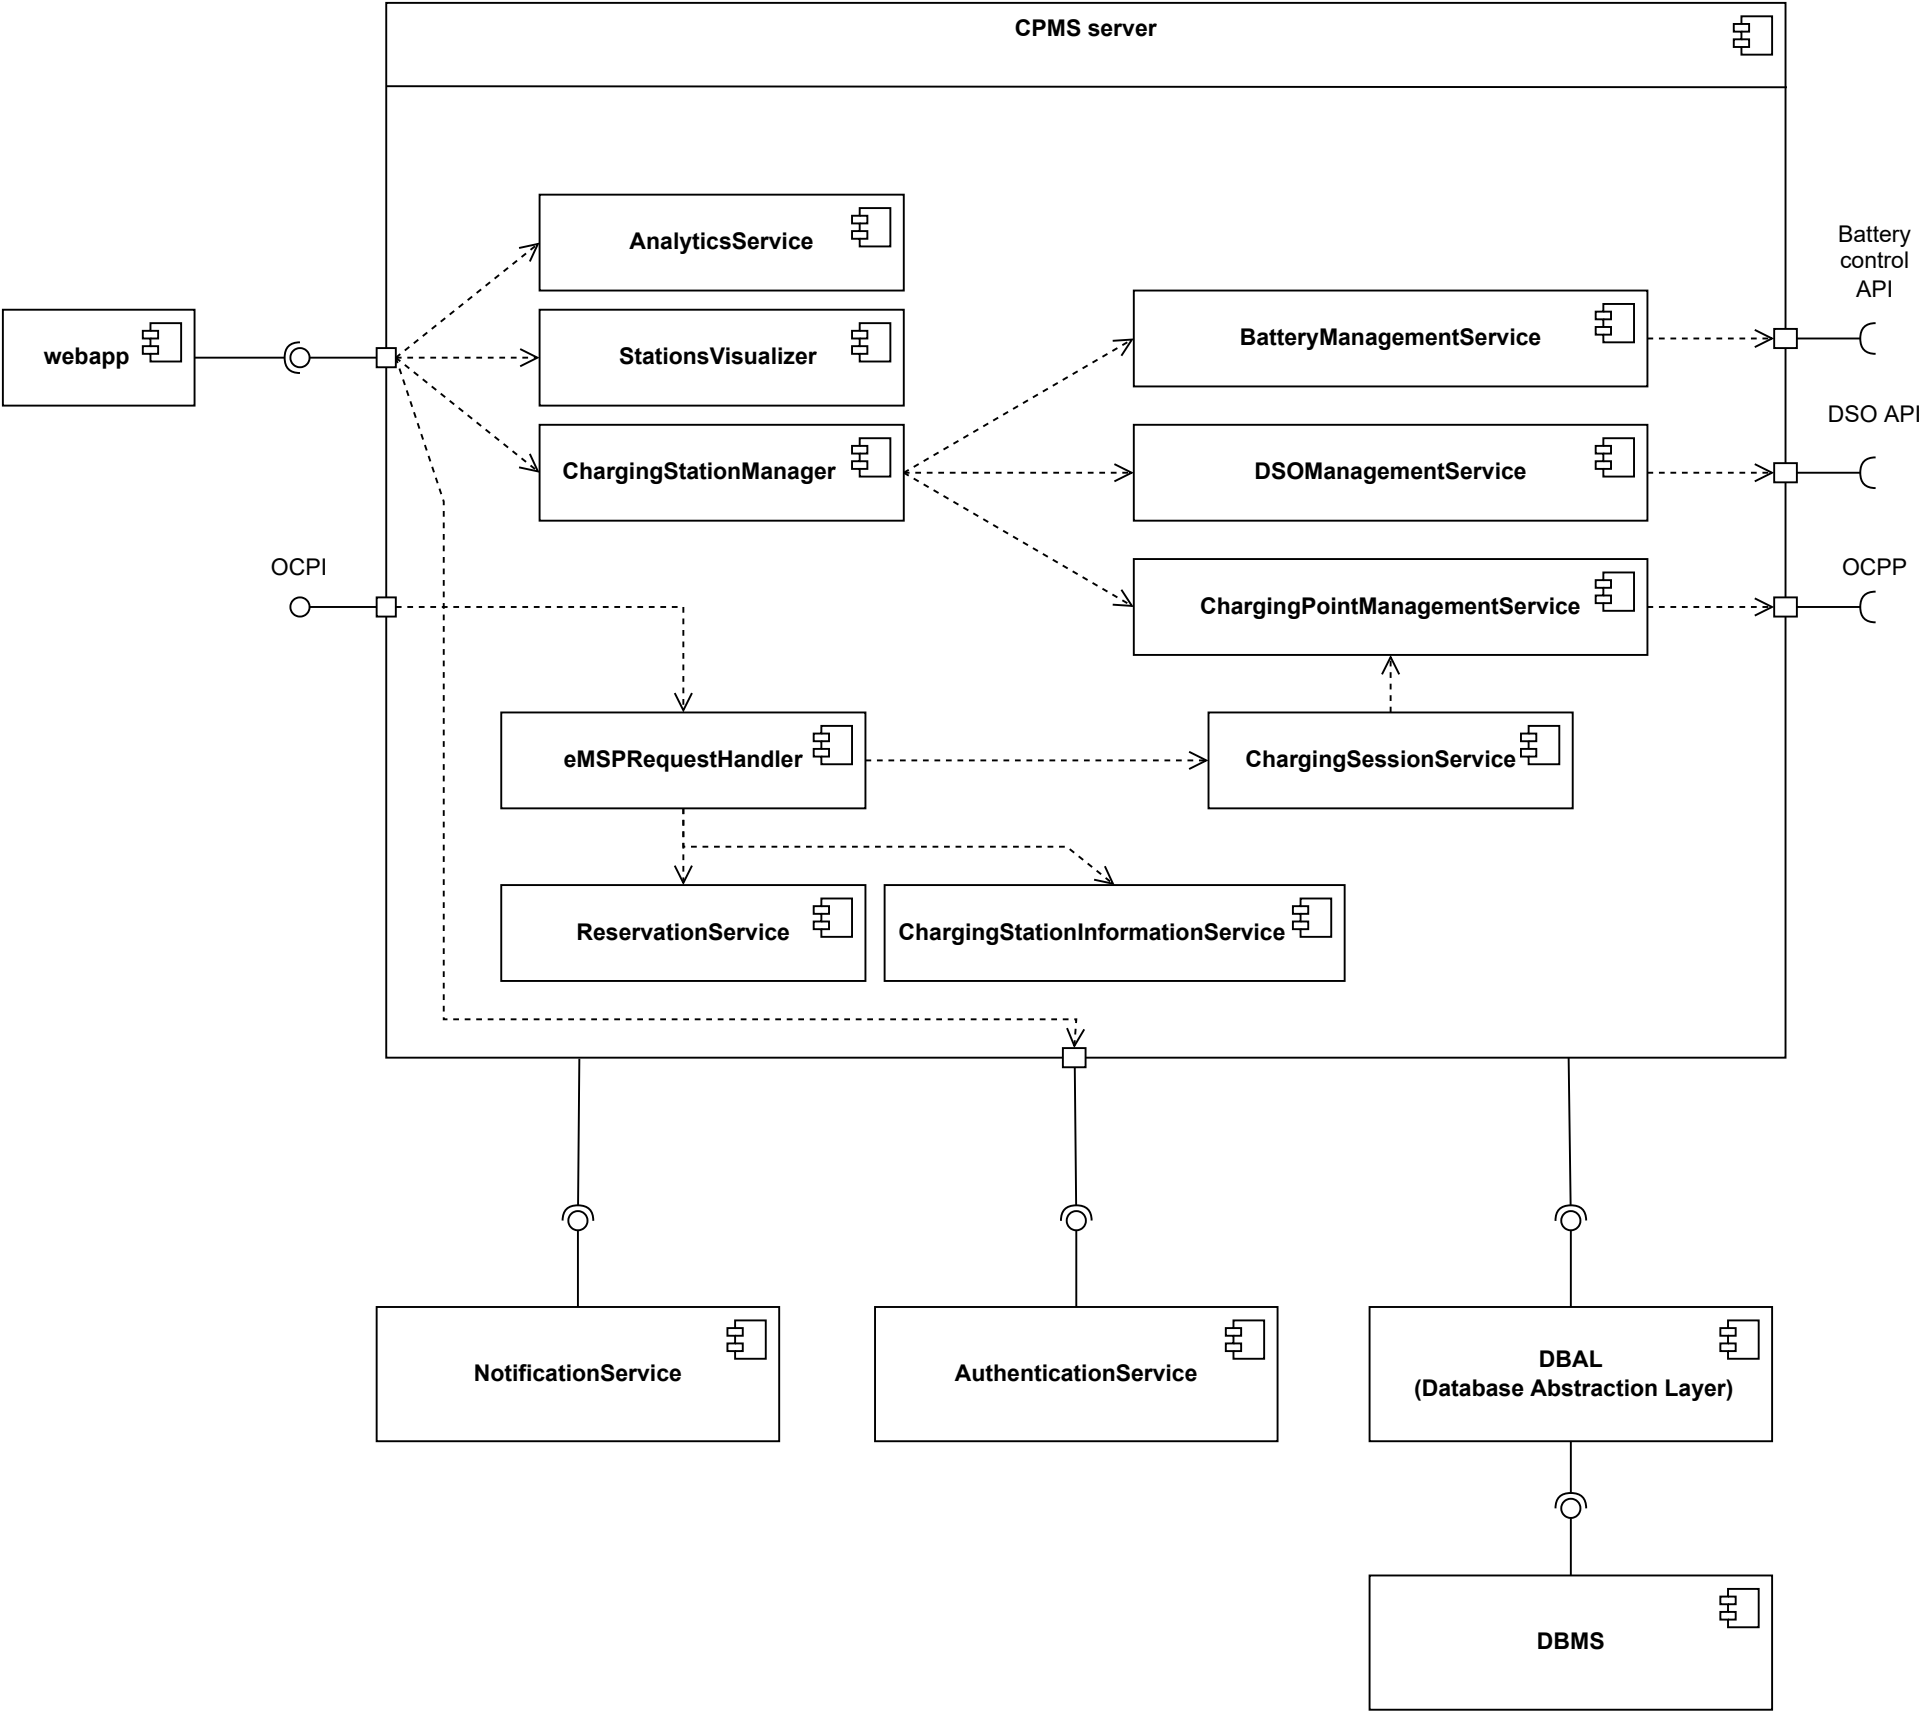 CPMS server
AnalyticsService
Battery
control
API
webapp
StationsVisualizer
BatteryManagementService
DSO API
ChargingStationManager
DSOManagementService
OCPI
OCPP
ChargingPointManagementService
eMSPRequestHandler
ChargingSessionService
ReservationService
ChargingStationInformationService
NotificationService
AuthenticationService
DBAL
(Database Abstraction Layer)
DBMS